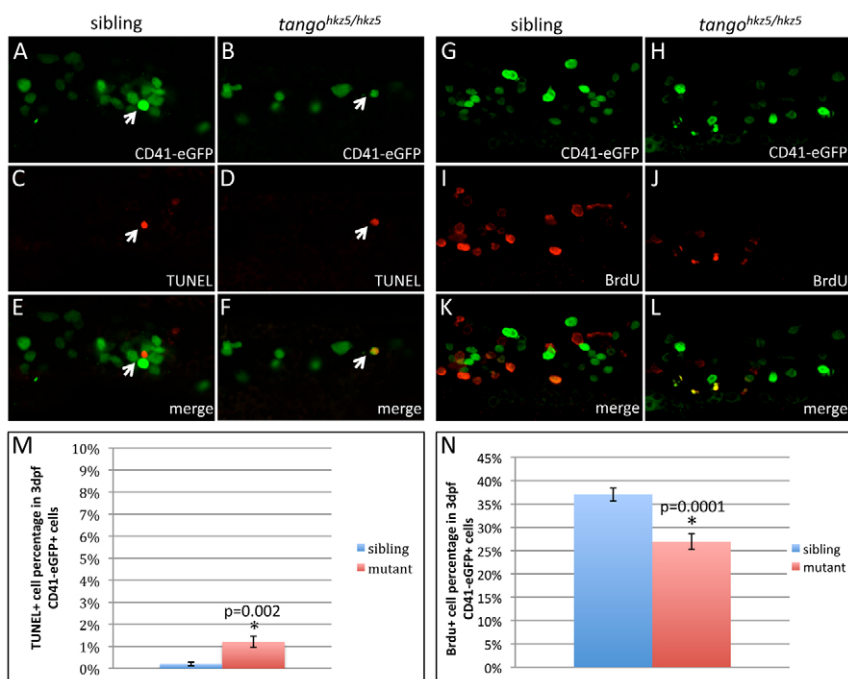 sibling tango^hkz5/hkz5 sibling tango^hkz5/hkz5
A B G H
CD41-eGFP CD41-eGFP CD41-eGFP CD41-eGFP
C D I J
TUNEL TUNEL BrdU BrdU
E F K L
merge merge merge merge
M
TUNEL+ cell percentage in 3dpf
CD41-eGFP+ cells
10%
9%
8%
7%
6%
5%
4%
3%
2%
1%
0%
p=0.002
*
sibling
mutant
N
Brdu+ cell percentage in 3dpf
CD41-eGFP+ cells
45%
40%
35%
30%
25%
20%
15%
10%
5%
0%
p=0.0001
*
sibling
mutant